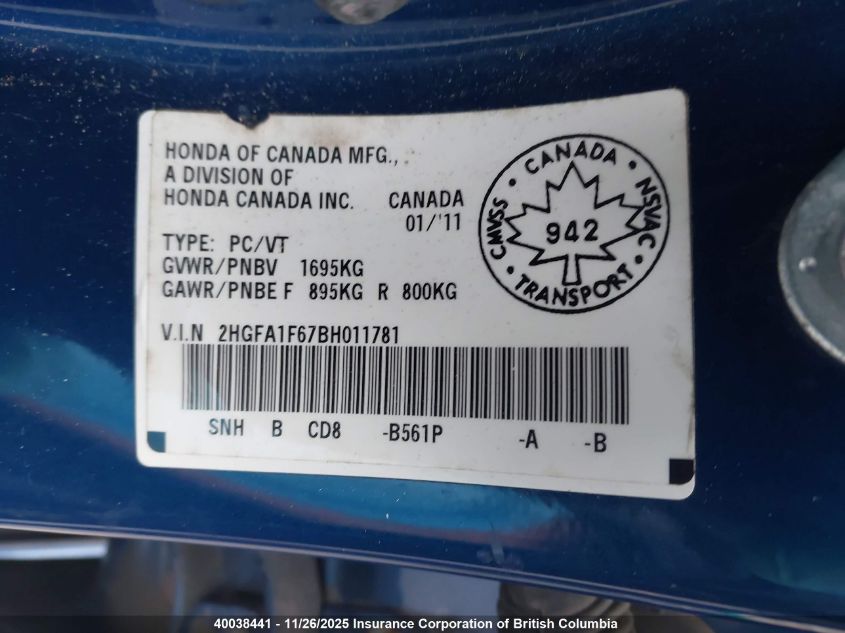 HONDA OF CANADA MFG.,
A DIVISION OF
HONDA CANADA INC. CANADA
01/'11
TYPE: PC/VT
GVWR/PNBV 1695KG
GAWR/PNBE F 895KG R 800KG
V.I.N 2HGFA1F67BH011781
SNH B CD8 -B561P -A -B
CANADA
CMVSS
NSVAC
942
TRANSPORT
40038441 - 11/26/2025 Insurance Corporation of British Columbia